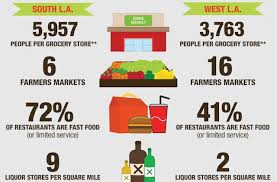 SOUTH L.A.
5,957
PEOPLE PER GROCERY STORE**
6
FARMERS MARKETS
72%
OF RESTAURANTS ARE FAST FOOD
(or limited service)
9
LIQUOR STORES PER SQUARE MILE
WEST L.A.
3,763
PEOPLE PER GROCERY STORE**
16
FARMERS MARKETS
41%
OF RESTAURANTS ARE FAST FOOD
(or limited service)
2
LIQUOR STORES PER SQUARE MILE